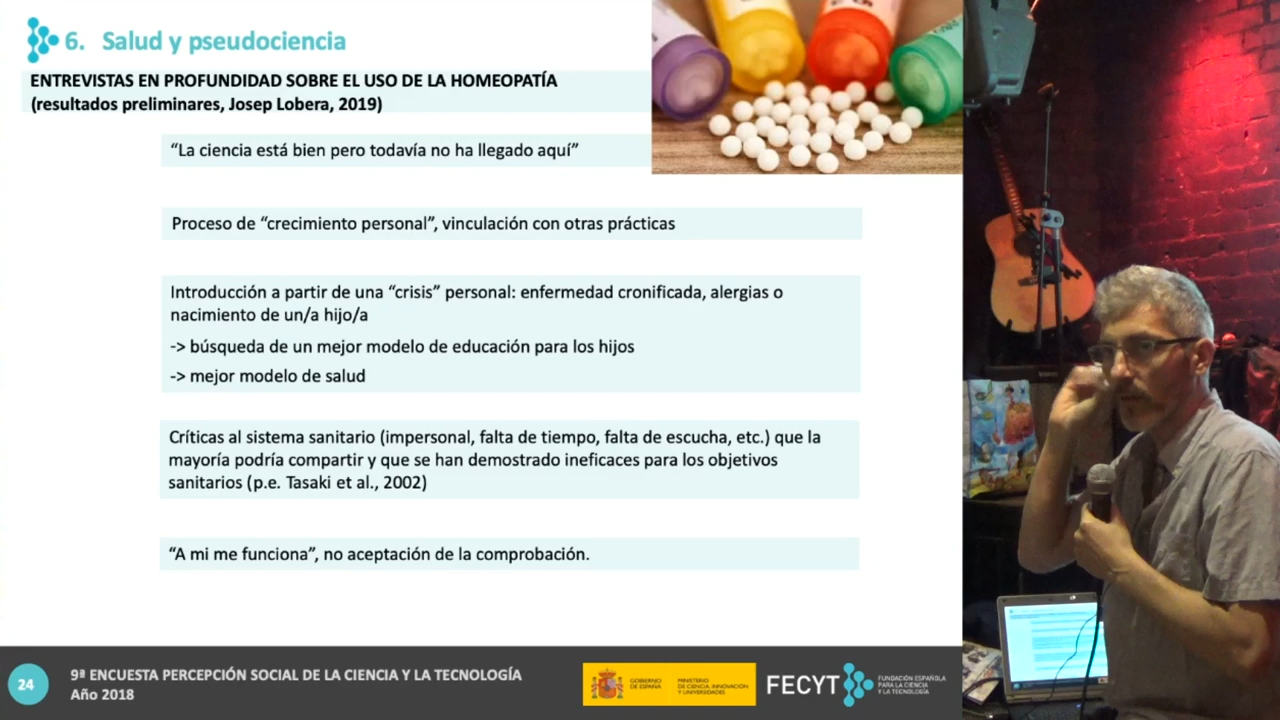 6. Salud y pseudociencia
ENTREVISTAS EN PROFUNDIDAD SOBRE EL USO DE LA HOMEOPATÍA
(resultados preliminares, Josep Lobera, 2019)
“La ciencia está bien pero todavía no ha llegado aquí”
Proceso de “crecimiento personal”, vinculación con otras prácticas
Introducción a partir de una “crisis” personal: enfermedad cronificada, alergias o
nacimiento de un/a hijo/a
-> búsqueda de un mejor modelo de educación para los hijos
-> mejor modelo de salud
Críticas al sistema sanitario (impersonal, falta de tiempo, falta de escucha, etc.) que la
mayoría podría compartir y que se han demostrado ineficaces para los objetivos
sanitarios (p.e. Tasaki et al., 2002)
“A mi me funciona”, no aceptación de la comprobación.
24
9ª ENCUESTA PERCEPCIÓN SOCIAL DE LA CIENCIA Y LA TECNOLOGÍA
Año 2018
GOBIERNO
DE ESPAÑA
MINISTERIO
DE CIENCIA, INNOVACIÓN
Y UNIVERSIDADES
FECYT
FUNDACIÓN ESPAÑOLA
PARA LA CIENCIA
Y LA TECNOLOGÍA